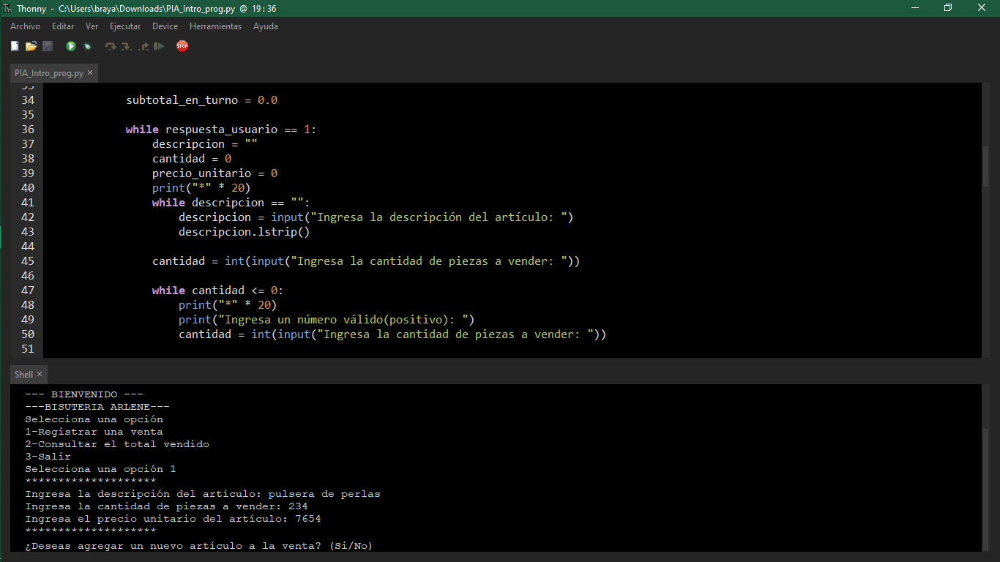 Thonny - C:\Users\braya\Downloads\PIA_Intro_prog.py @ 19 : 36
Archivo Editar Ver Ejecutar Device Herramientas Ayuda
STOP
PIA_Intro_prog.py ×
34 subtotal_en_turno = 0.0
35
36 while respuesta_usuario == 1:
37 descripcion = ""
38 cantidad = 0
39 precio_unitario = 0
40 print("*" * 20)
41 while descripcion == "":
42 descripcion = input("Ingresa la descripción del artículo: ")
43 descripcion.lstrip()
44
45 cantidad = int(input("Ingresa la cantidad de piezas a vender: "))
46
47 while cantidad <= 0:
48 print("*" * 20)
49 print("Ingresa un número válido(positivo): ")
50 cantidad = int(input("Ingresa la cantidad de piezas a vender: "))
51
Shell ×
--- BIENVENIDO ---
---BISUTERIA ARLENE---
Selecciona una opción
1-Registrar una venta
2-Consultar el total vendido
3-Salir
Selecciona una opción 1
********************
Ingresa la descripción del artículo: pulsera de perlas
Ingresa la cantidad de piezas a vender: 234
Ingresa el precio unitario del artículo: 7654
********************
¿Deseas agregar un nuevo artículo a la venta? (Si/No)